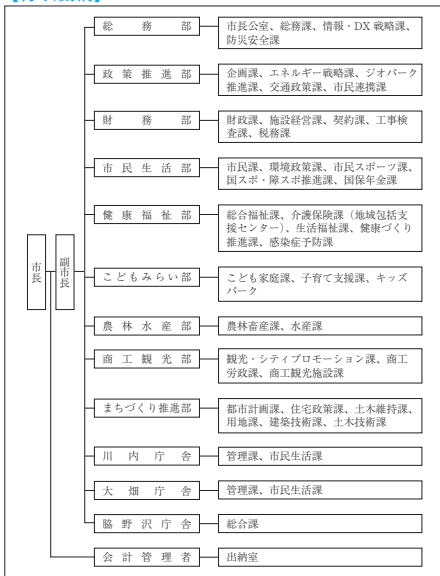 市長
副市長
総務部
市長公室、総務課、情報・DX 戦略課、
防災安全課
政策推進部
企画課、エネルギー戦略課、ジオパーク
推進課、交通政策課、市民連携課
財務部
財政課、施設経営課、契約課、工事検
査課、税務課
市民生活部
市民課、環境政策課、市民スポーツ課、
国スポ・障スポ推進課、国保年金課
健康福祉部
総合福祉課、介護保険課（地域包括支
援センター）、生活福祉課、健康づくり
推進課、感染症予防課
こどもみらい部
こども家庭課、子育て支援課、キッズ
パーク
農林水産部
農林畜産課、水産課
商工観光部
観光・シティプロモーション課、商工
労政課、商工観光施設課
まちづくり推進部
都市計画課、住宅政策課、土木維持課、
用地課、建築技術課、土木技術課
川内庁舎
管理課、市民生活課
大畑庁舎
管理課、市民生活課
脇野沢庁舎
総合課
会計管理者
出納室